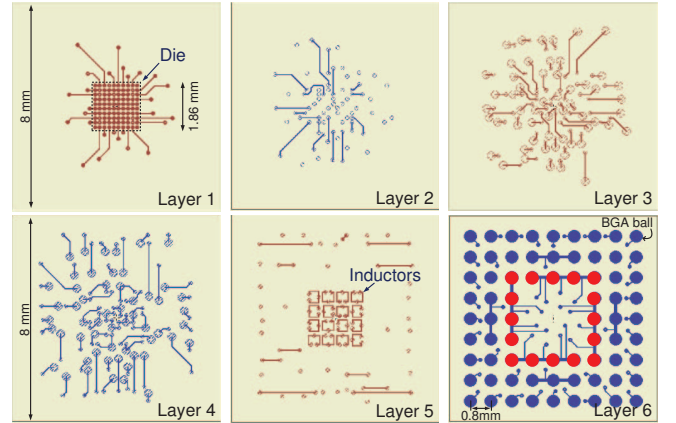 Die
8 mm
1.86 mm
Layer 1
Layer 2
Layer 3
8 mm
Layer 4
Inductors
Layer 5
BGA ball
0.8mm
Layer 6